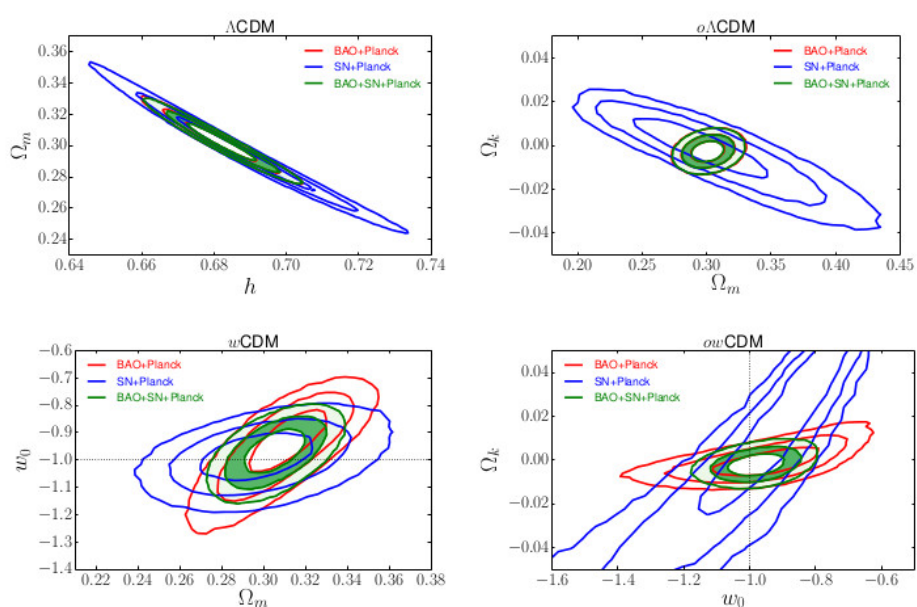 ΛCDM
BAO+Planck
SN+Planck
BAO+SN+Planck
0.36
0.34
0.32
0.30
0.28
0.26
0.24
Ωm
0.64 0.66 0.68 0.70 0.72 0.74
h
oΛCDM
BAO+Planck
SN+Planck
BAO+SN+Planck
0.04
0.02
0.00
−0.02
−0.04
Ωk
0.20 0.25 0.30 0.35 0.40 0.45
Ωm
wCDM
BAO+Planck
SN+Planck
BAO+SN+Planck
−0.6
−0.7
−0.8
−0.9
−1.0
−1.1
−1.2
−1.3
−1.4
w0
0.22 0.24 0.26 0.28 0.30 0.32 0.34 0.36 0.38
Ωm
owCDM
BAO+Planck
SN+Planck
BAO+SN+Planck
0.04
0.02
0.00
−0.02
−0.04
Ωk
−1.6 −1.4 −1.2 −1.0 −0.8 −0.6
w0